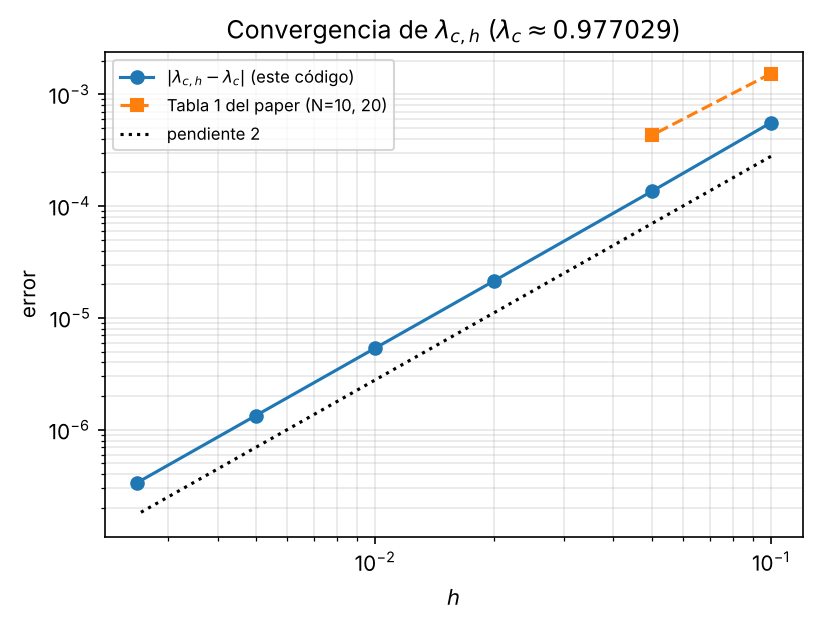 Convergencia de λ_{c,h} (λ_c ≈ 0.977029)
|λ_{c,h} − λ_c| (este código)
Tabla 1 del paper (N=10, 20)
pendiente 2
error
10⁻³
10⁻⁴
10⁻⁵
10⁻⁶
10⁻²
10⁻¹
h